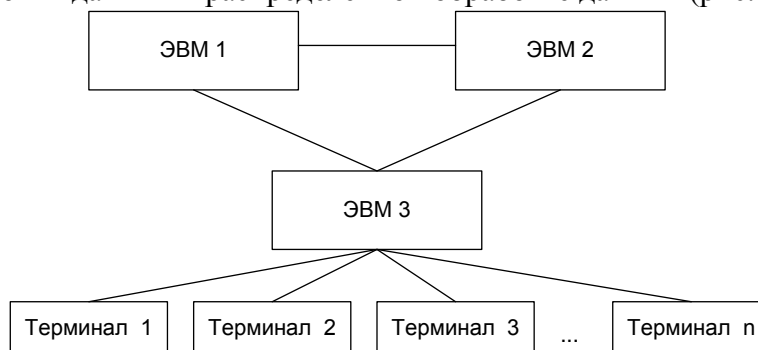 ЭВМ 1 ЭВМ 2
ЭВМ 3
Терминал 1 Терминал 2 Терминал 3 ... Терминал n